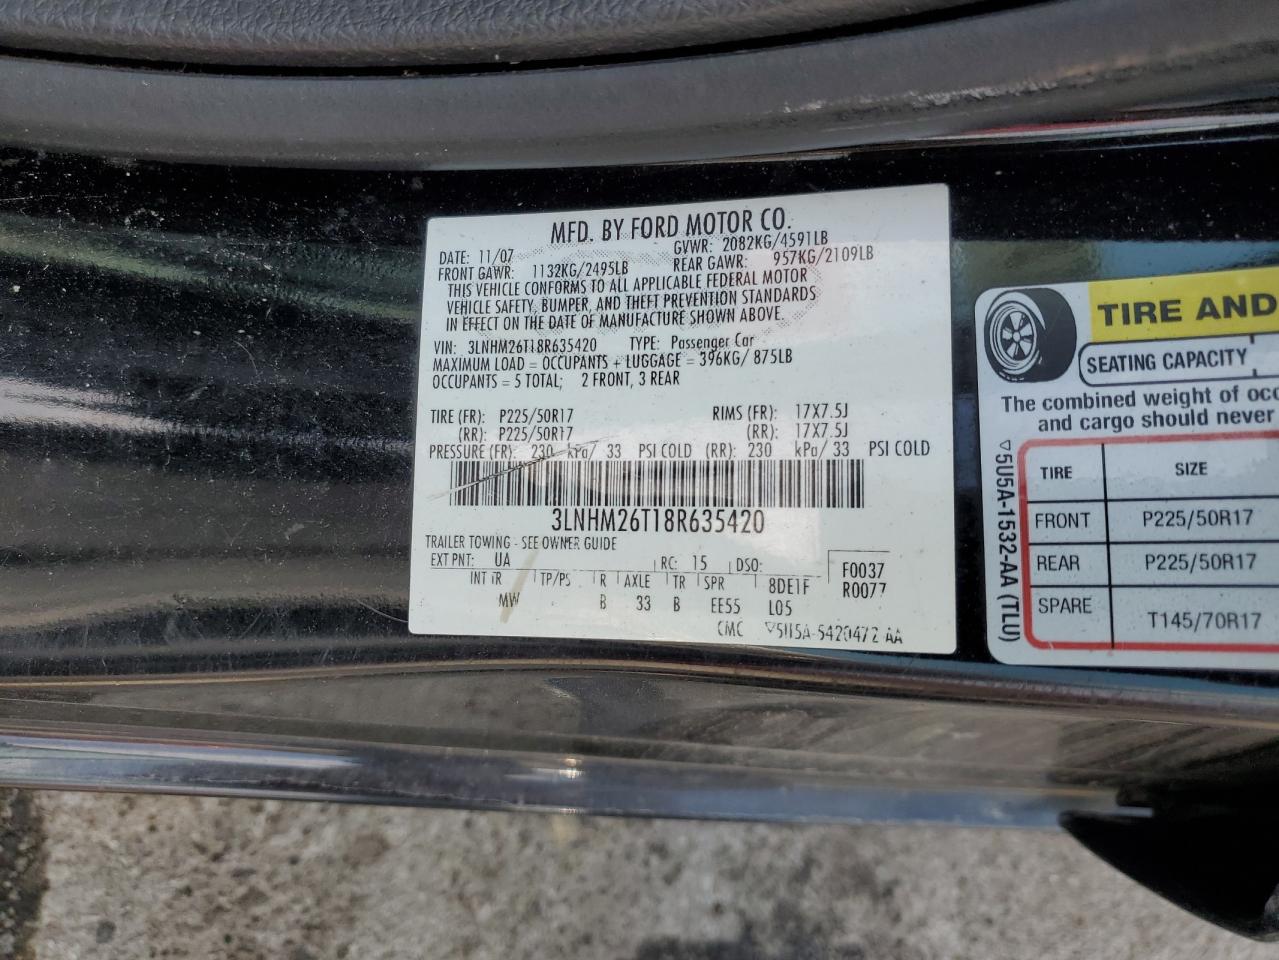 MFD. BY FORD MOTOR CO.
DATE: 11/07 GVWR: 2082KG/4591LB
FRONT GAWR: 1132KG/2495LB REAR GAWR: 957KG/2109LB
THIS VEHICLE CONFORMS TO ALL APPLICABLE FEDERAL MOTOR
VEHICLE SAFETY, BUMPER, AND THEFT PREVENTION STANDARDS
IN EFFECT ON THE DATE OF MANUFACTURE SHOWN ABOVE.
VIN: 3LNHM26T18R635420 TYPE: Passenger Car
MAXIMUM LOAD = OCCUPANTS + LUGGAGE = 396KG/ 875LB
OCCUPANTS = 5 TOTAL; 2 FRONT, 3 REAR
TIRE (FR): P225/50R17 RIMS (FR): 17X7.5J
(RR): P225/50R17 (RR): 17X7.5J
PRESSURE (FR): 230 kPa/ 33 PSI COLD (RR): 230 kPa/ 33 PSI COLD
3LNHM26T18R635420
TRAILER TOWING - SEE OWNER GUIDE
EXT PNT: UA RC: 15 DSO: F0037
INT TR TP/PS R AXLE TR SPR 8DE1F R0077
MW B 33 B EE55 L05
CMC ▽5U5A-5420472-AA
TIRE AND
SEATING CAPACITY
The combined weight of occ
and cargo should never
TIRE SIZE
FRONT P225/50R17
REAR P225/50R17
SPARE T145/70R17
▽5U5A-1532-AA (TLU)